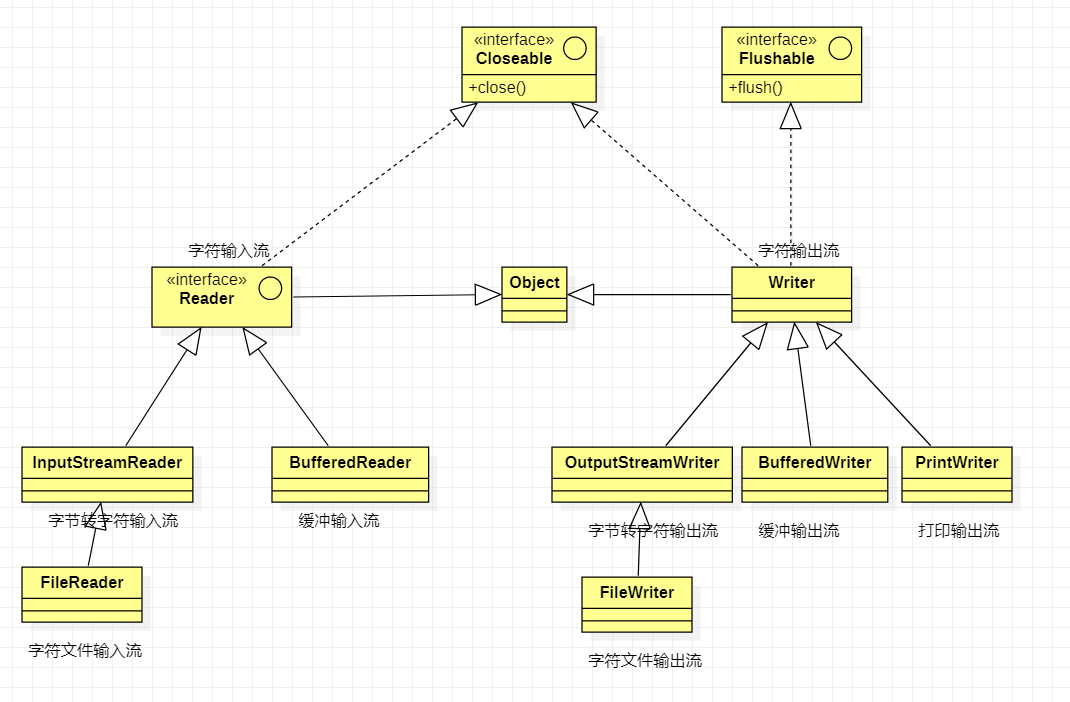 «interface»
Closeable
+close()
«interface»
Flushable
+flush()
字符输入流
«interface»
Reader
Object
字符输出流
Writer
InputStreamReader
字节转字符输入流
BufferedReader
缓冲输入流
OutputStreamWriter
字节转字符输出流
BufferedWriter
缓冲输出流
PrintWriter
打印输出流
FileReader
字符文件输入流
FileWriter
字符文件输出流